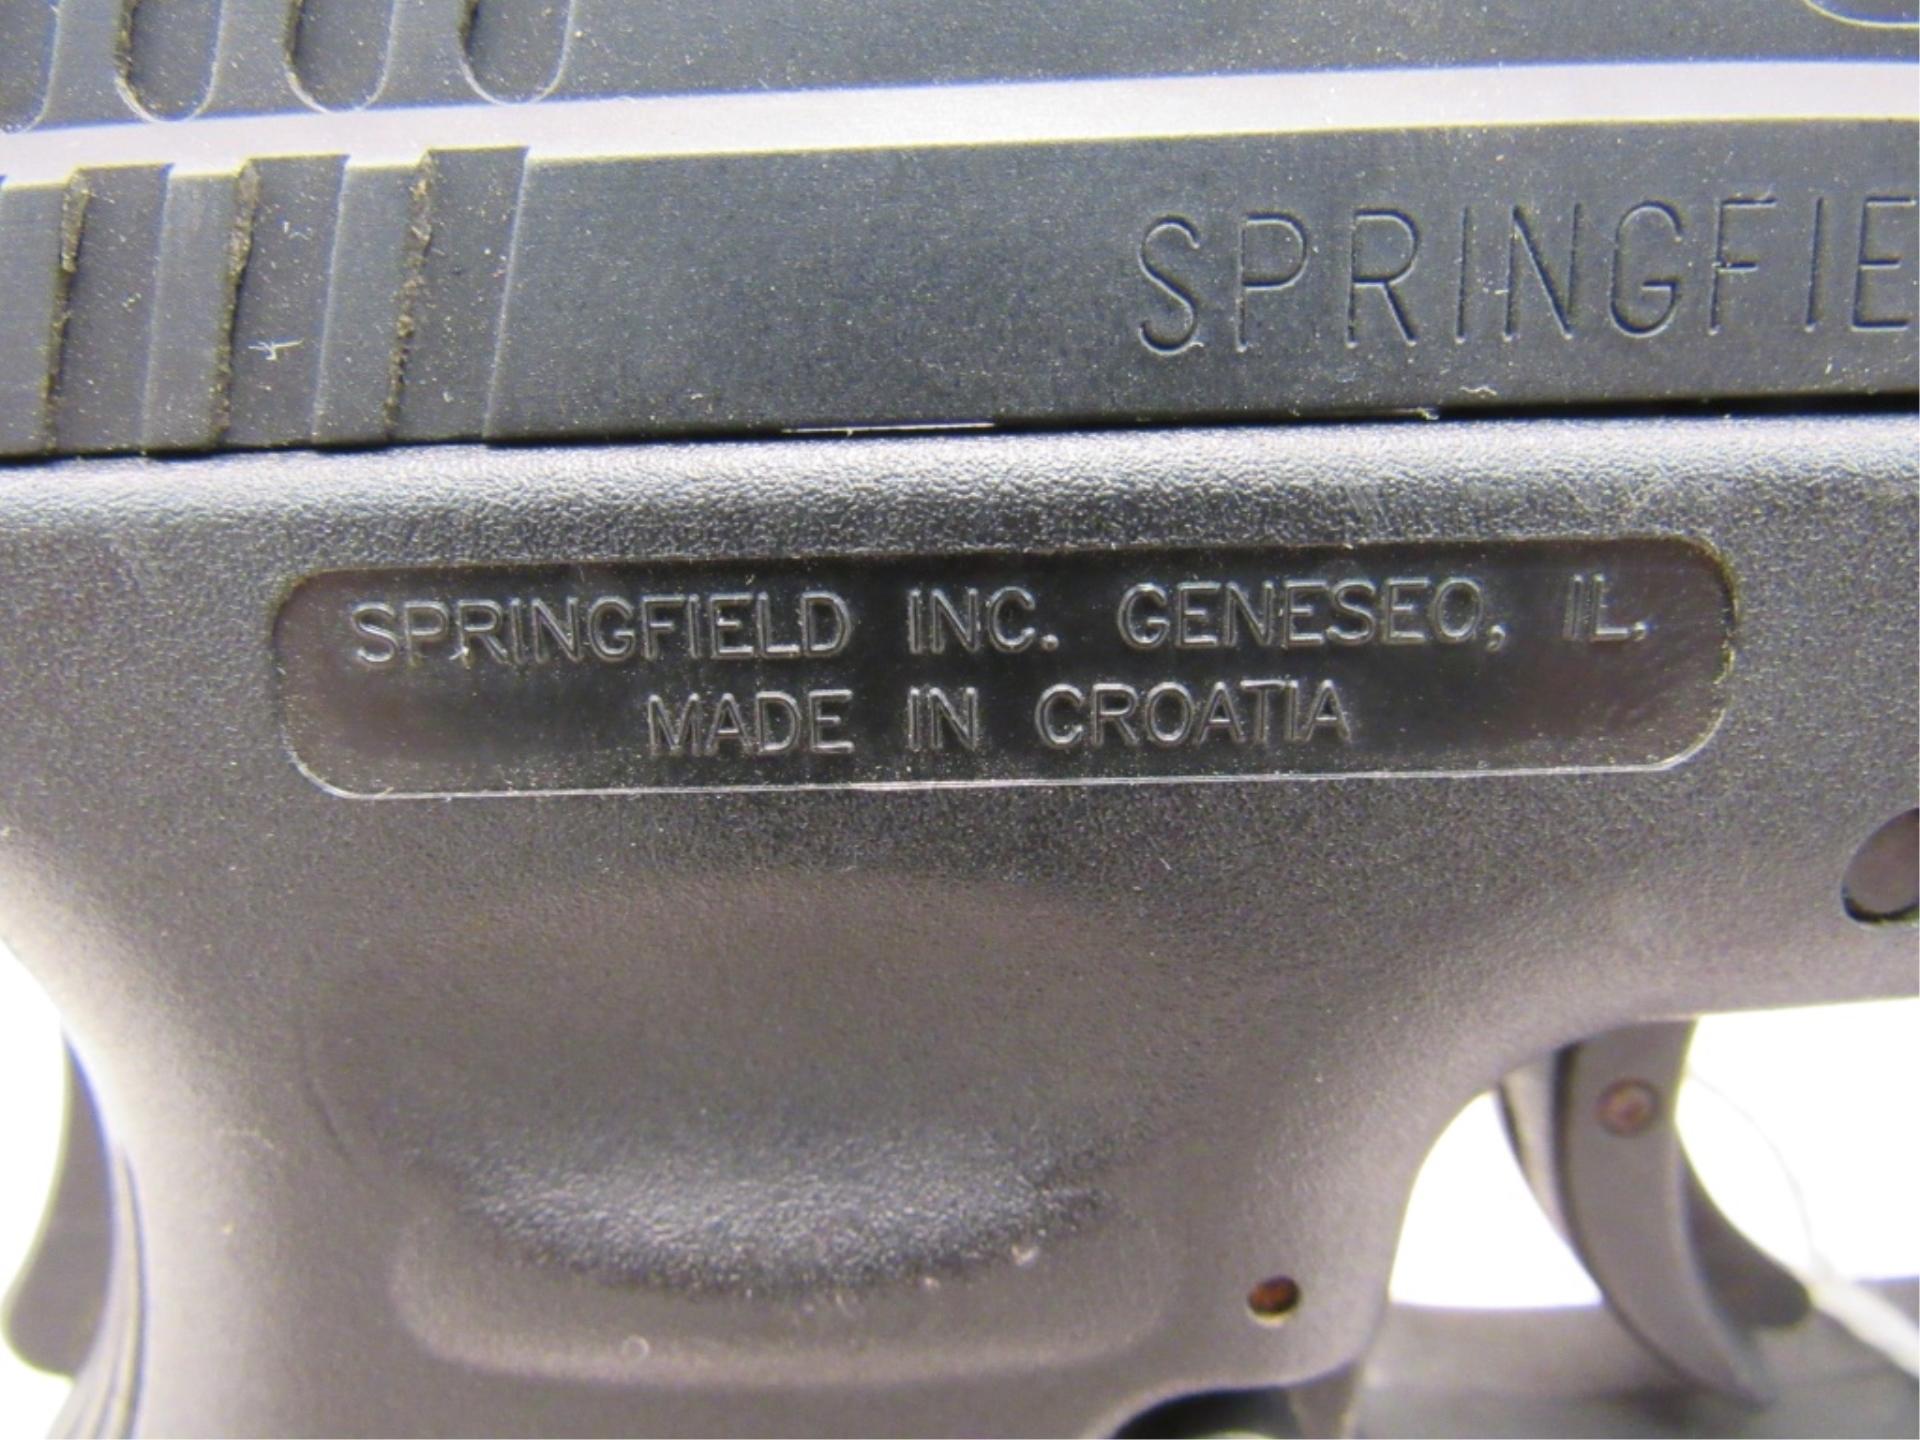 SPRINGFIE
SPRINGFIELD INC. GENESEO, IL.
MADE IN CROATIA